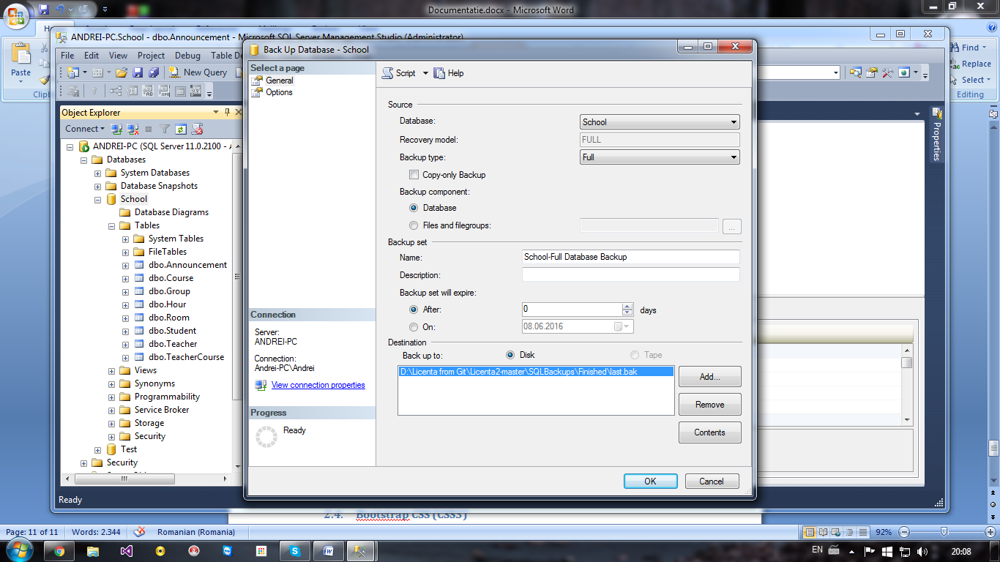 Documentatie.docx - Microsoft Word
ANDREI-PC.School - dbo.Announcement - Microsoft SQL Server Management Studio (Administrator)
File Edit View Project Debug Table De
New Query
Paste
Find
Replace
Select
Editing
Object Explorer
Connect
ANDREI-PC (SQL Server 11.0.2100 - A
Databases
System Databases
Database Snapshots
School
Database Diagrams
Tables
System Tables
FileTables
dbo.Announcement
dbo.Course
dbo.Group
dbo.Hour
dbo.Room
dbo.Student
dbo.Teacher
dbo.TeacherCourse
Views
Synonyms
Programmability
Service Broker
Storage
Security
Test
Security
Ready
Back Up Database - School
Select a page
General
Options
Connection
Server:
ANDREI-PC
Connection:
Andrei-PC\Andrei
View connection properties
Progress
Ready
Script Help
Source
Database: School
Recovery model: FULL
Backup type: Full
Copy-only Backup
Backup component:
Database
Files and filegroups: ...
Backup set
Name: School-Full Database Backup
Description:
Backup set will expire:
After: 0 days
On: 08.06.2016
Destination
Back up to: Disk Tape
D:\Licenta from Git\Licenta2-master\SQLBackups\Finished\last.bak
Add...
Remove
Contents
OK Cancel
Properties
2.4. Bootstrap CSS (CSS3)
Page: 11 of 11 Words: 2.344 Romanian (Romania) 92%
EN 20:08